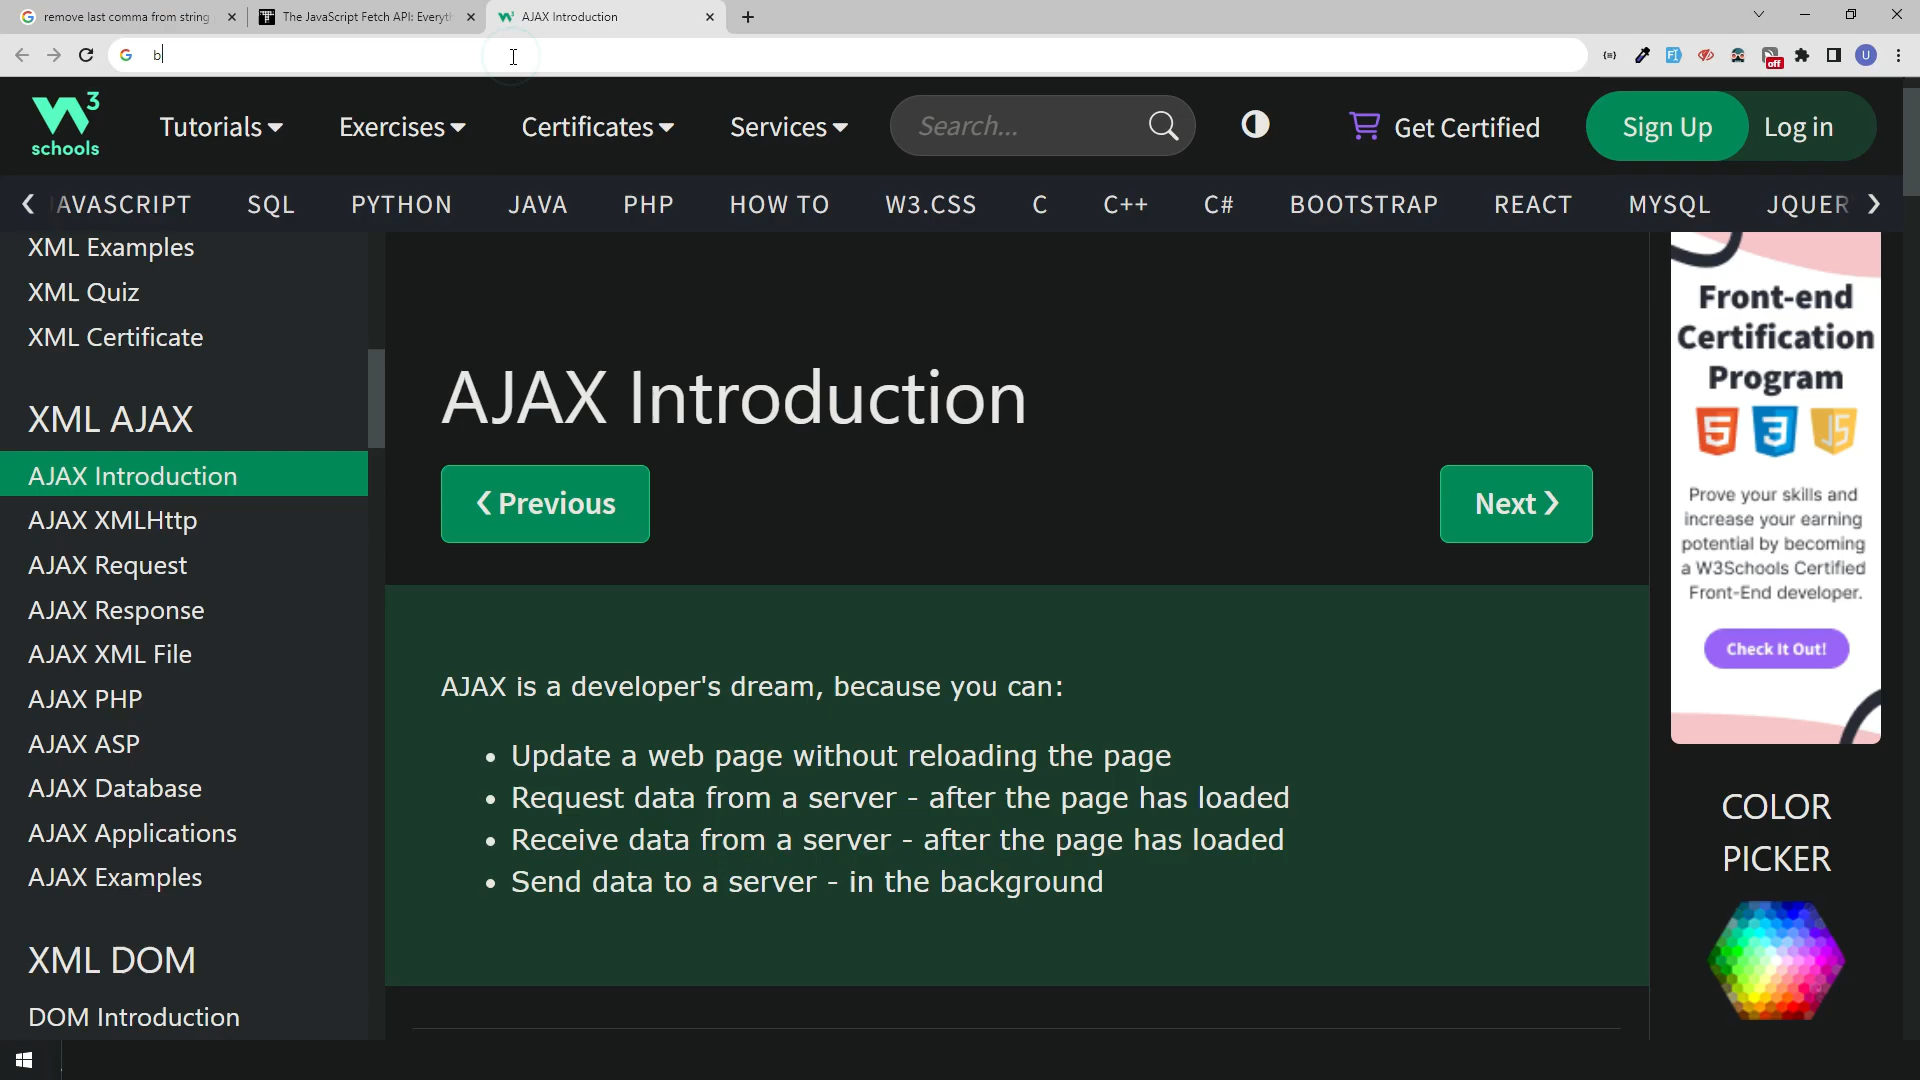 remove last comma from string
The JavaScript Fetch API: Everyt
AJAX Introduction
b
off
U
W3
schools
Tutorials
Exercises
Certificates
Services
Search...
Get Certified
Sign Up
Log in
AVASCRIPT
SQL
PYTHON
JAVA
PHP
HOW TO
W3.CSS
C
C++
C#
BOOTSTRAP
REACT
MYSQL
JQUER
XML Examples
XML Quiz
XML Certificate
XML AJAX
AJAX Introduction
AJAX XMLHttp
AJAX Request
AJAX Response
AJAX XML File
AJAX PHP
AJAX ASP
AJAX Database
AJAX Applications
AJAX Examples
XML DOM
DOM Introduction
AJAX Introduction
❮ Previous
Next ❯
AJAX is a developer's dream, because you can:
• Update a web page without reloading the page
• Request data from a server - after the page has loaded
• Receive data from a server - after the page has loaded
• Send data to a server - in the background
Front-end
Certification
Program
5
3
JS
Prove your skills and
increase your earning
potential by becoming
a W3Schools Certified
Front-End developer.
Check It Out!
COLOR
PICKER